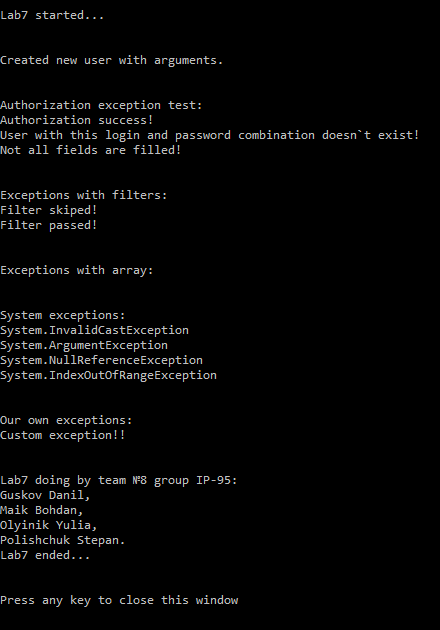 Lab7 started...
Created new user with arguments.
Authorization exception test:
Authorization success!
User with this login and password combination doesn`t exist!
Not all fields are filled!
Exceptions with filters:
Filter skiped!
Filter passed!
Exceptions with array:
System exceptions:
System.InvalidCastException
System.ArgumentException
System.NullReferenceException
System.IndexOutOfRangeException
Our own exceptions:
Custom exception!!
Lab7 doing by team №8 group IP-95:
Guskov Danil,
Maik Bohdan,
Olyinik Yulia,
Polishchuk Stepan.
Lab7 ended...
Press any key to close this window